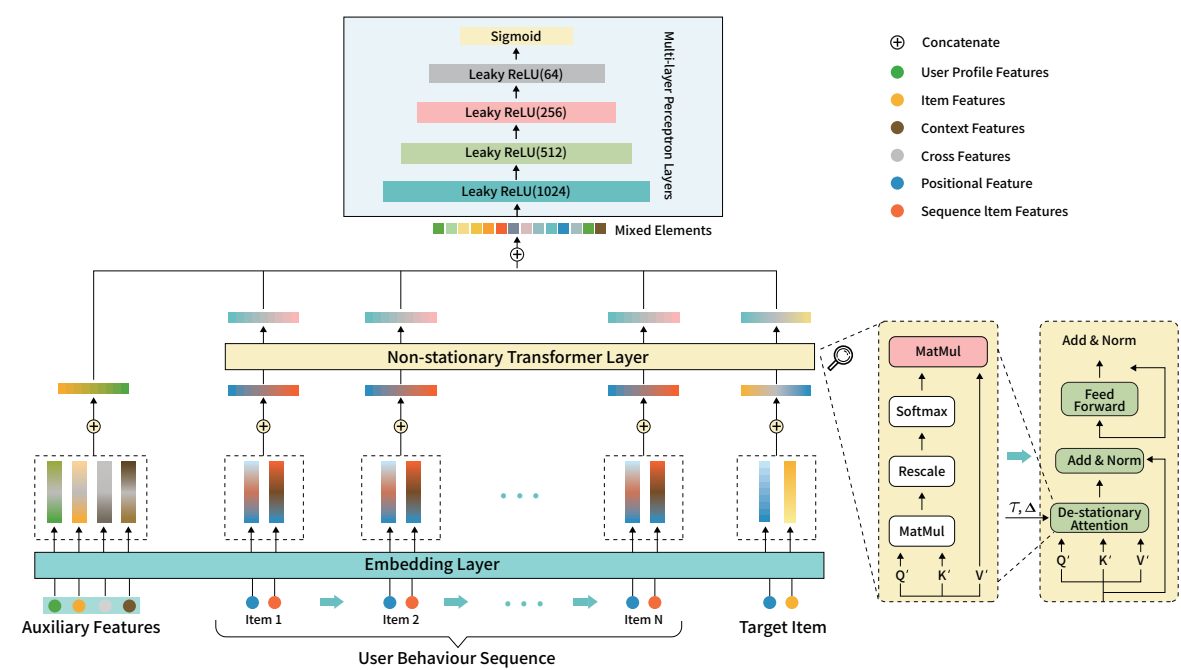 Sigmoid
Leaky ReLU(64)
Leaky ReLU(256)
Leaky ReLU(512)
Leaky ReLU(1024)
Multi-layer Perceptron Layers
Mixed Elements
Concatenate
User Profile Features
Item Features
Context Features
Cross Features
Positional Feature
Sequence Item Features
Non-stationary Transformer Layer
Embedding Layer
Auxiliary Features
Item 1
Item 2
Item N
User Behaviour Sequence
Target Item
MatMul
Softmax
Rescale
MatMul
Q′
K′
V′
τ, Δ
Add & Norm
Feed
Forward
Add & Norm
De-stationary
Attention
Q′
K′
V′